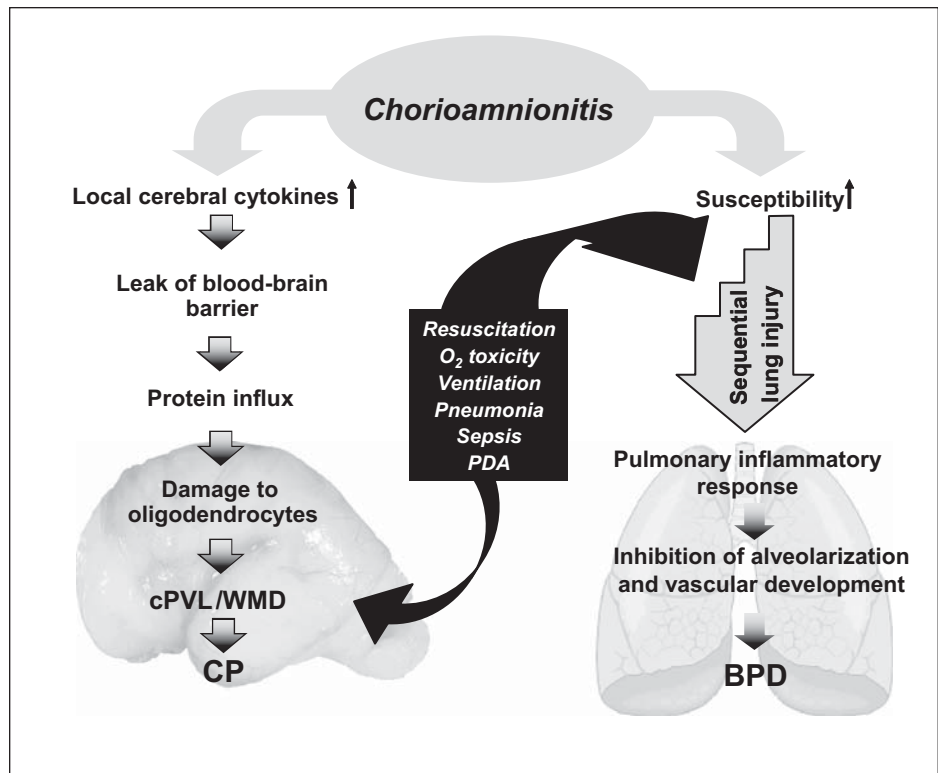 Chorioamnionitis
Local cerebral cytokines
Leak of blood-brain
barrier
Protein influx
Damage to
oligodendrocytes
cPVL/WMD
CP
Resuscitation
O₂ toxicity
Ventilation
Pneumonia
Sepsis
PDA
Susceptibility
Sequential
lung injury
Pulmonary inflammatory
response
Inhibition of alveolarization
and vascular development
BPD